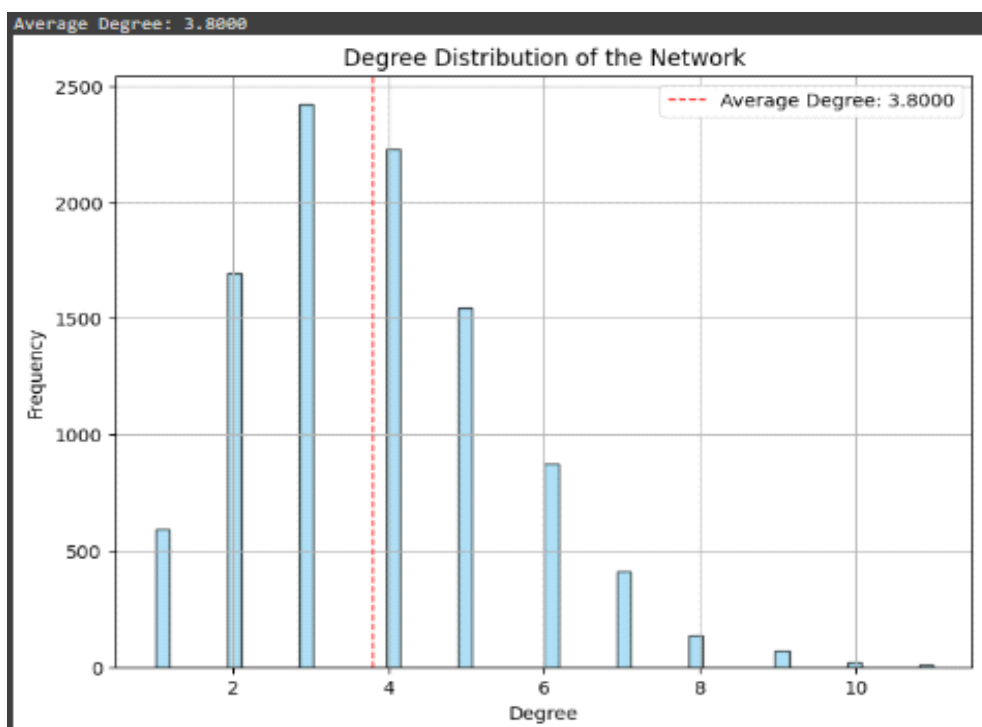 Average Degree: 3.8000
Degree Distribution of the Network
Average Degree: 3.8000
2500
2000
1500
1000
500
0
Frequency
2 4 6 8 10
Degree